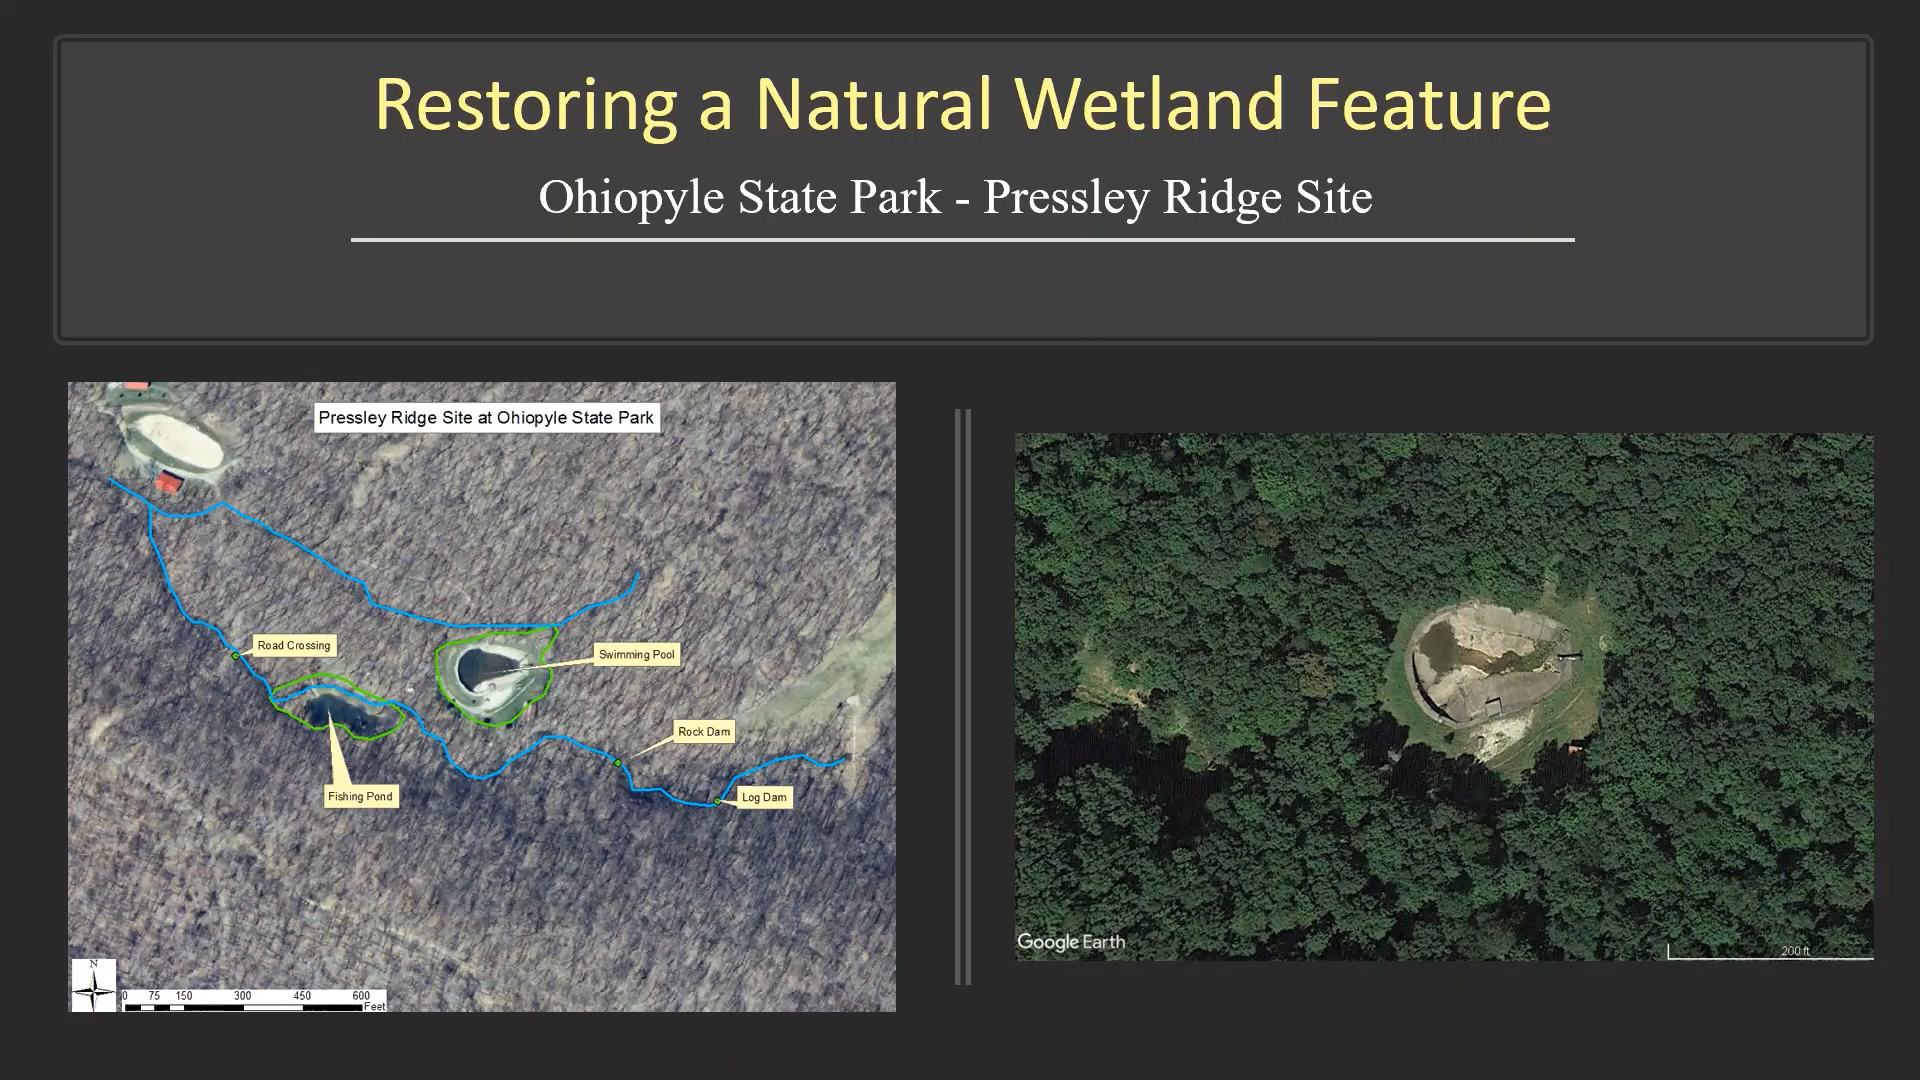 Restoring a Natural Wetland Feature
Ohiopyle State Park - Pressley Ridge Site
Pressley Ridge Site at Ohiopyle State Park
Road Crossing
Swimming Pool
Rock Dam
Fishing Pond
Log Dam
N
0 75 150 300 450 600
Feet
Google Earth
200 ft